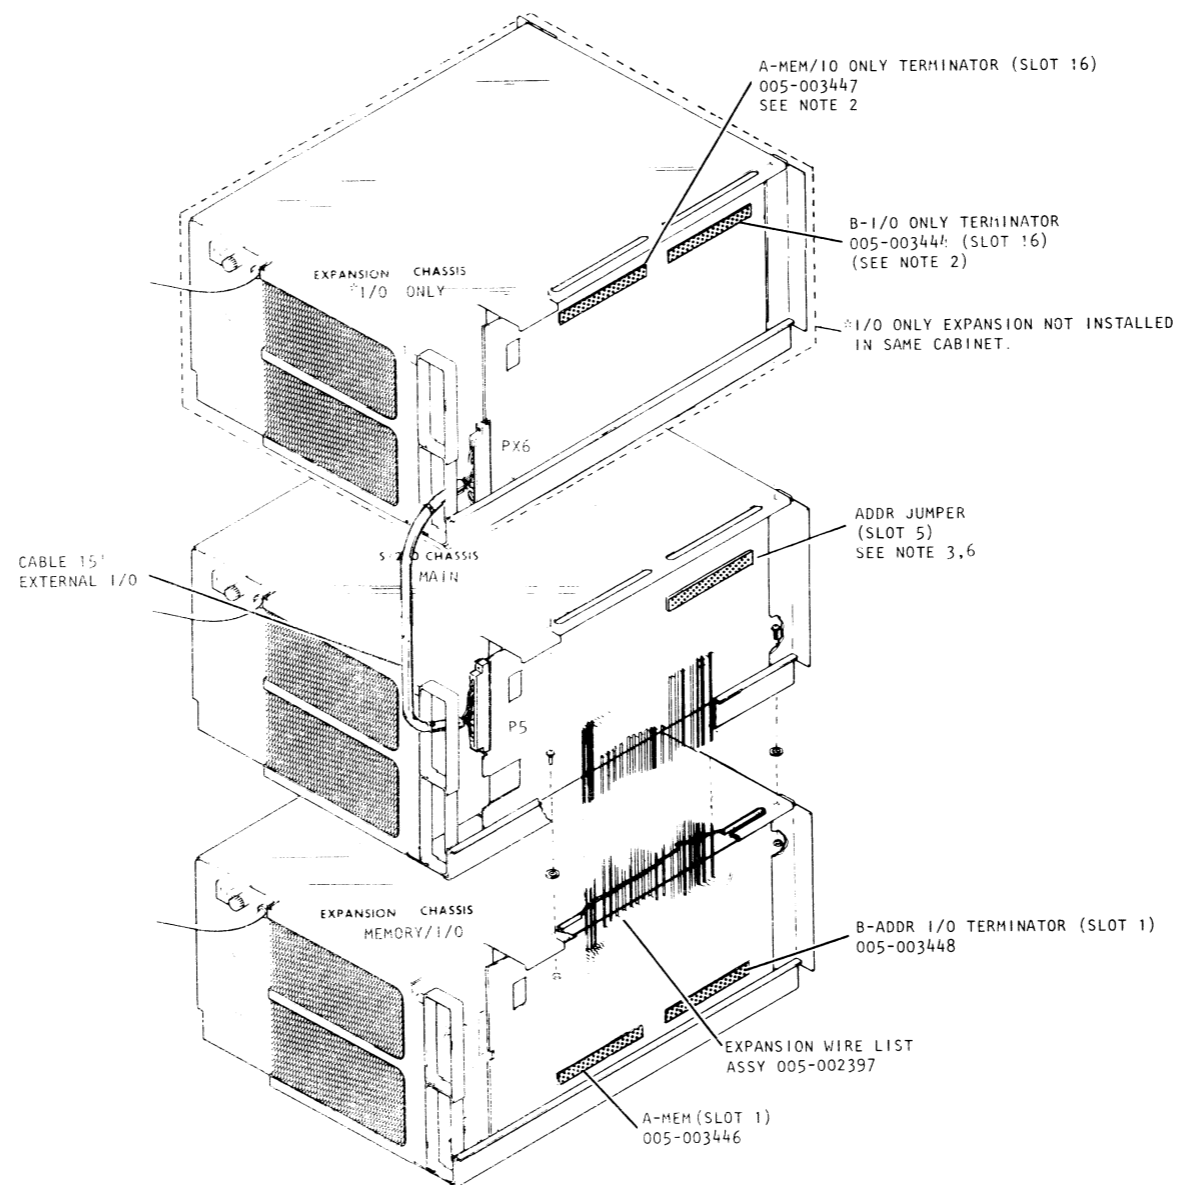 A-MEM/IO ONLY TERMINATOR (SLOT 16)
005-003447
SEE NOTE 2
B-I/O ONLY TERMINATOR
005-003444 (SLOT 16)
(SEE NOTE 2)
EXPANSION CHASSIS
*I/O ONLY
*I/O ONLY EXPANSION NOT INSTALLED
IN SAME CABINET.
PX6
ADDR JUMPER
(SLOT 5)
SEE NOTE 3,6
CABLE 15'
EXTERNAL I/O
CHASSIS
MAIN
P5
EXPANSION CHASSIS
MEMORY/I/O
B-ADDR I/O TERMINATOR (SLOT 1)
005-003448
EXPANSION WIRE LIST
ASSY 005-002397
A-MEM (SLOT 1)
005-003446